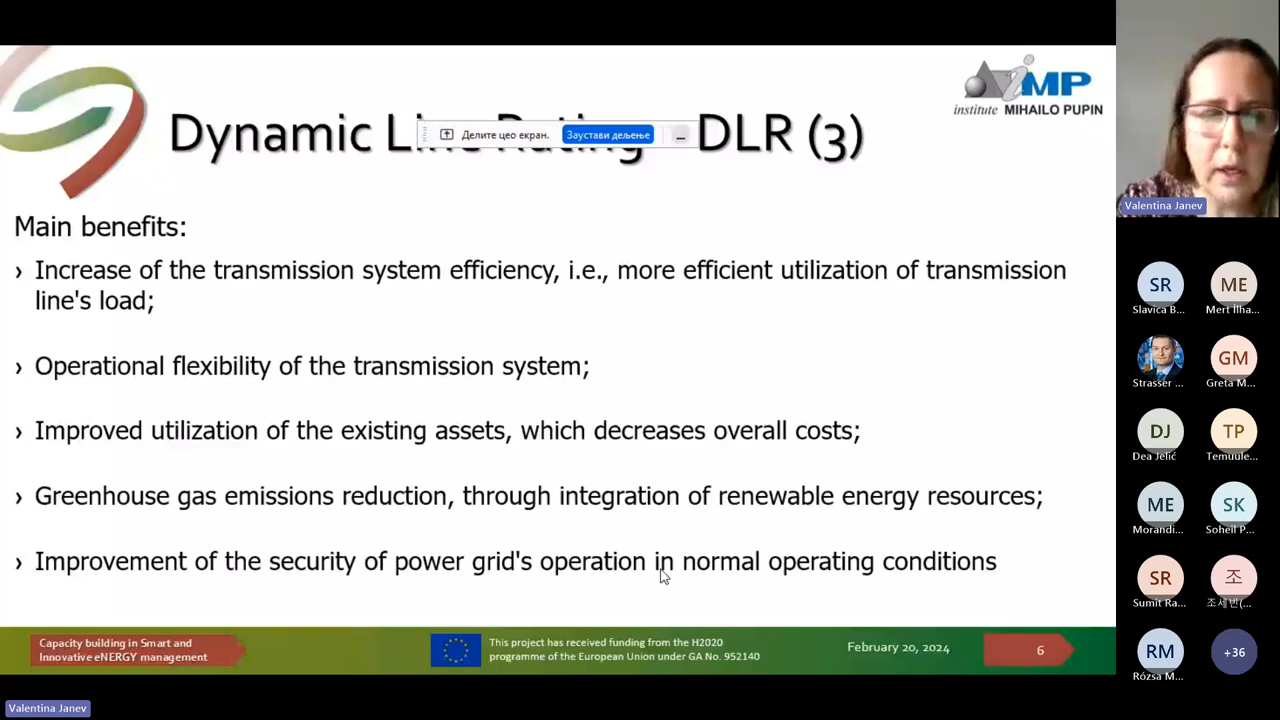 iMP
institute MIHAILO PUPIN
Dynamic Line Rating - DLR (3)
Делите цео екран. Заустави дељење
Main benefits:
› Increase of the transmission system efficiency, i.e., more efficient utilization of transmission
line's load;
› Operational flexibility of the transmission system;
› Improved utilization of the existing assets, which decreases overall costs;
› Greenhouse gas emissions reduction, through integration of renewable energy resources;
› Improvement of the security of power grid's operation in normal operating conditions
Capacity building in Smart and
Innovative eNERGY management
This project has received funding from the H2020
programme of the European Union under GA No. 952140
February 20, 2024
6
Valentina Janev
SR ME
Slavica B... Mert İlha...
GM
Strasser ... Greta M...
DJ TP
Dea Jelić Temuule...
ME SK
Morandi... Soheil P...
SR 조
Sumit Ra... 조세빈(...
RM +36
Rózsa M...
Valentina Janev